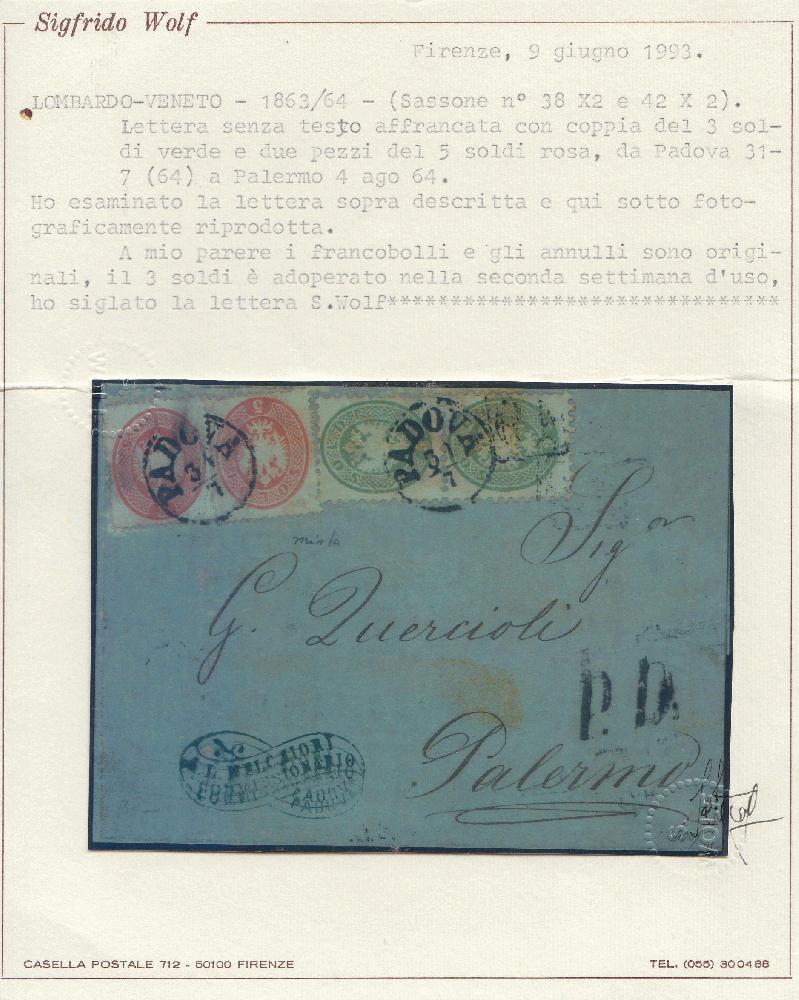 Sigfrido Wolf
Firenze, 9 giugno 1993.
LOMBARDO-VENETO - 1863/64 - (Sassone n° 38 X2 e 42 X 2).
Lettera senza testo affrancata con coppia del 3 sol-
di verde e due pezzi del 5 soldi rosa, da Padova 31-
7 (64) a Palermo 4 ago 64.
Ho esaminato la lettera sopra descritta e qui sotto foto-
graficamente riprodotta.
A mio parere i francobolli e gli annulli sono origi-
nali, il 3 soldi è adoperato nella seconda settimana d'uso,
ho siglato la lettera S.Wolf*******************************
PADOVA
31
7
PADOVA
31
7
Sigor
G. Quercioli
P.D.
L. MELCHIORI
PADOVA
Palermo
WOLF
CASELLA POSTALE 712 - 50100 FIRENZE
TEL. (055) 300488